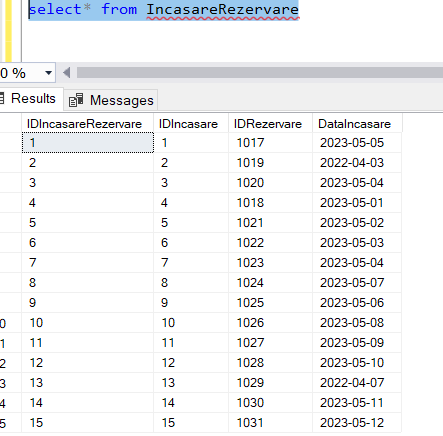 select* from IncasareRezervare
0 %
Results Messages
IDIncasareRezervare IDIncasare IDRezervare DataIncasare
1 1 1017 2023-05-05
2 2 1019 2022-04-03
3 3 1020 2023-05-04
4 4 1018 2023-05-01
5 5 1021 2023-05-02
6 6 1022 2023-05-03
7 7 1023 2023-05-04
8 8 1024 2023-05-07
9 9 1025 2023-05-06
0 10 10 1026 2023-05-08
1 11 11 1027 2023-05-09
2 12 12 1028 2023-05-10
3 13 13 1029 2022-04-07
4 14 14 1030 2023-05-11
5 15 15 1031 2023-05-12